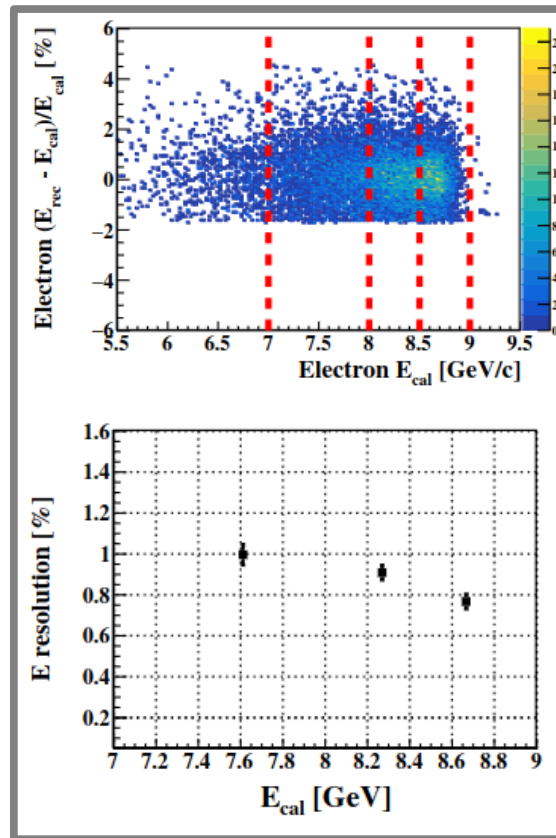 Electron (E_rec - E_cal)/E_cal [%]
6
4
2
0
−2
−4
−6
5.5 6 6.5 7 7.5 8 8.5 9 9.5
Electron E_cal [GeV/c]
E resolution [%]
1.6
1.4
1.2
1
0.8
0.6
0.4
0.2
7 7.2 7.4 7.6 7.8 8 8.2 8.4 8.6 8.8 9
E_cal [GeV]